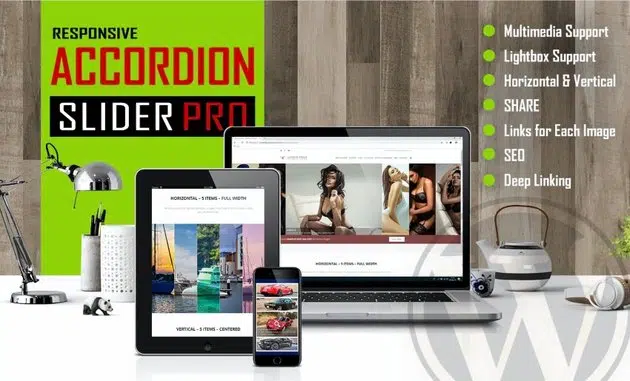 RESPONSIVE
ACCORDION
SLIDER PRO
Multimedia Support
Lightbox Support
Horizontal & Vertical
SHARE
Links for Each Image
SEO
Deep Linking
HORIZONTAL – 5 ITEMS – FULL WIDTH
VERTICAL – 5 ITEMS – CENTERED
HORIZONTAL – 5 ITEMS – FULL WIDTH
W